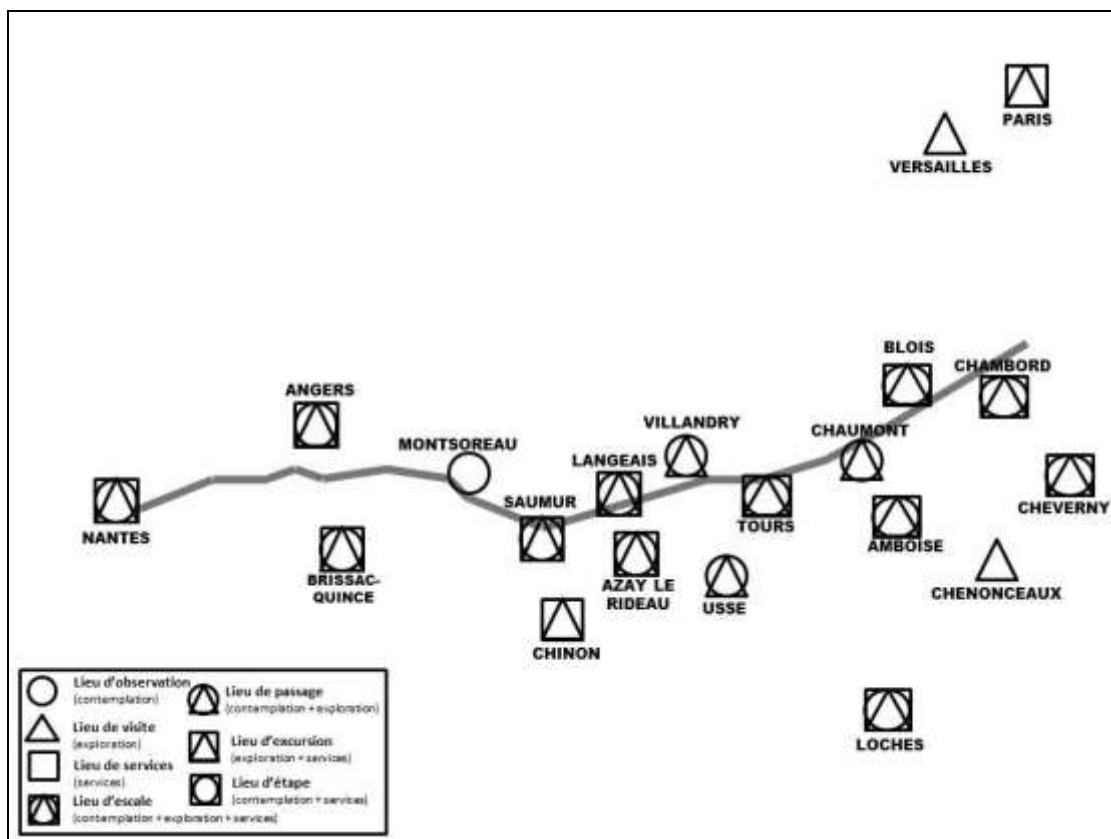 PARIS
VERSAILLES
BLOIS
CHAMBORD
ANGERS
VILLANDRY
CHAUMONT
MONTSOREAU
LANGEAIS
SAUMUR
TOURS
CHEVERNY
NANTES
AMBOISE
BRISSAC-
QUINCE
AZAY LE
RIDEAU
USSE
CHENONCEAUX
CHINON
LOCHES
Lieu d'observation
(contemplation)
Lieu de visite
(exploration)
Lieu de services
(services)
Lieu d'escale
(contemplation + exploration + services)
Lieu de passage
(contemplation + exploration)
Lieu d'excursion
(exploration + services)
Lieu d'étape
(contemplation + services)